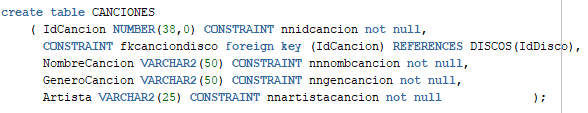 create table CANCIONES
( IdCancion NUMBER(38,0) CONSTRAINT nnidcancion not null,
CONSTRAINT fkcanciondisco foreign key (IdCancion) REFERENCES DISCOS(IdDisco),
NombreCancion VARCHAR2(50) CONSTRAINT nnnombcancion not null,
GeneroCancion VARCHAR2(50) CONSTRAINT nngencancion not null,
Artista VARCHAR2(25) CONSTRAINT nnartistacancion not null );